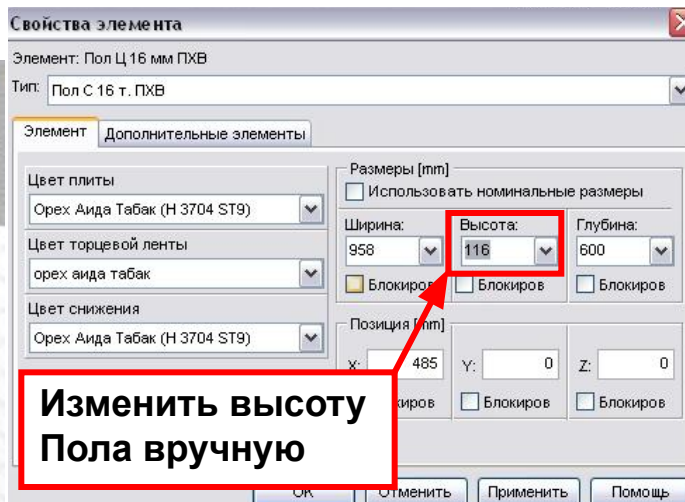 Свойства элемента
Элемент: Пол Ц 16 мм ПХВ
Тип: Пол С 16 т. ПХВ
Элемент Дополнительные элементы
Цвет плиты
Орех Аида Табак (H 3704 ST9)
Цвет торцевой ленты
орех аида табак
Цвет снижения
Орех Аида Табак (H 3704 ST9)
Размеры [mm]
Использовать номинальные размеры
Ширина: Высота: Глубина:
958 116 600
Блокиров Блокиров Блокиров
Позиция [mm]
X: 485 Y: 0 Z: 0
киров Блокиров Блокиров
Изменить высоту
Пола вручную
OK Отменить Применить Помощь